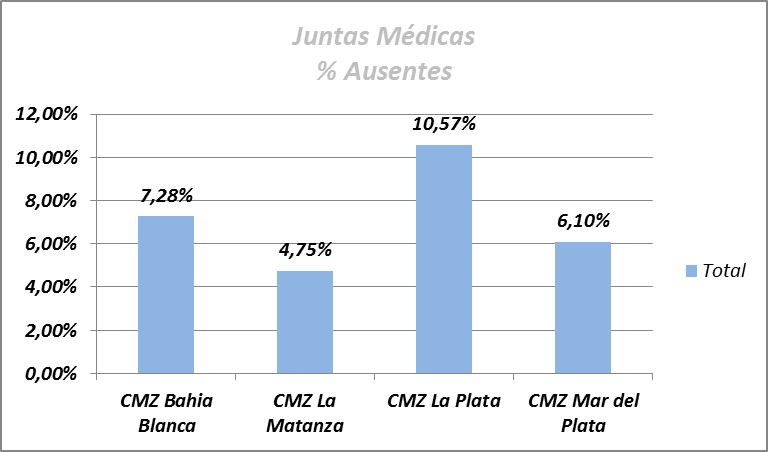 Juntas Médicas
% Ausentes
12,00%
10,00%
8,00%
6,00%
4,00%
2,00%
0,00%
7,28%
4,75%
10,57%
6,10%
CMZ Bahia
Blanca
CMZ La
Matanza
CMZ La Plata
CMZ Mar del
Plata
Total